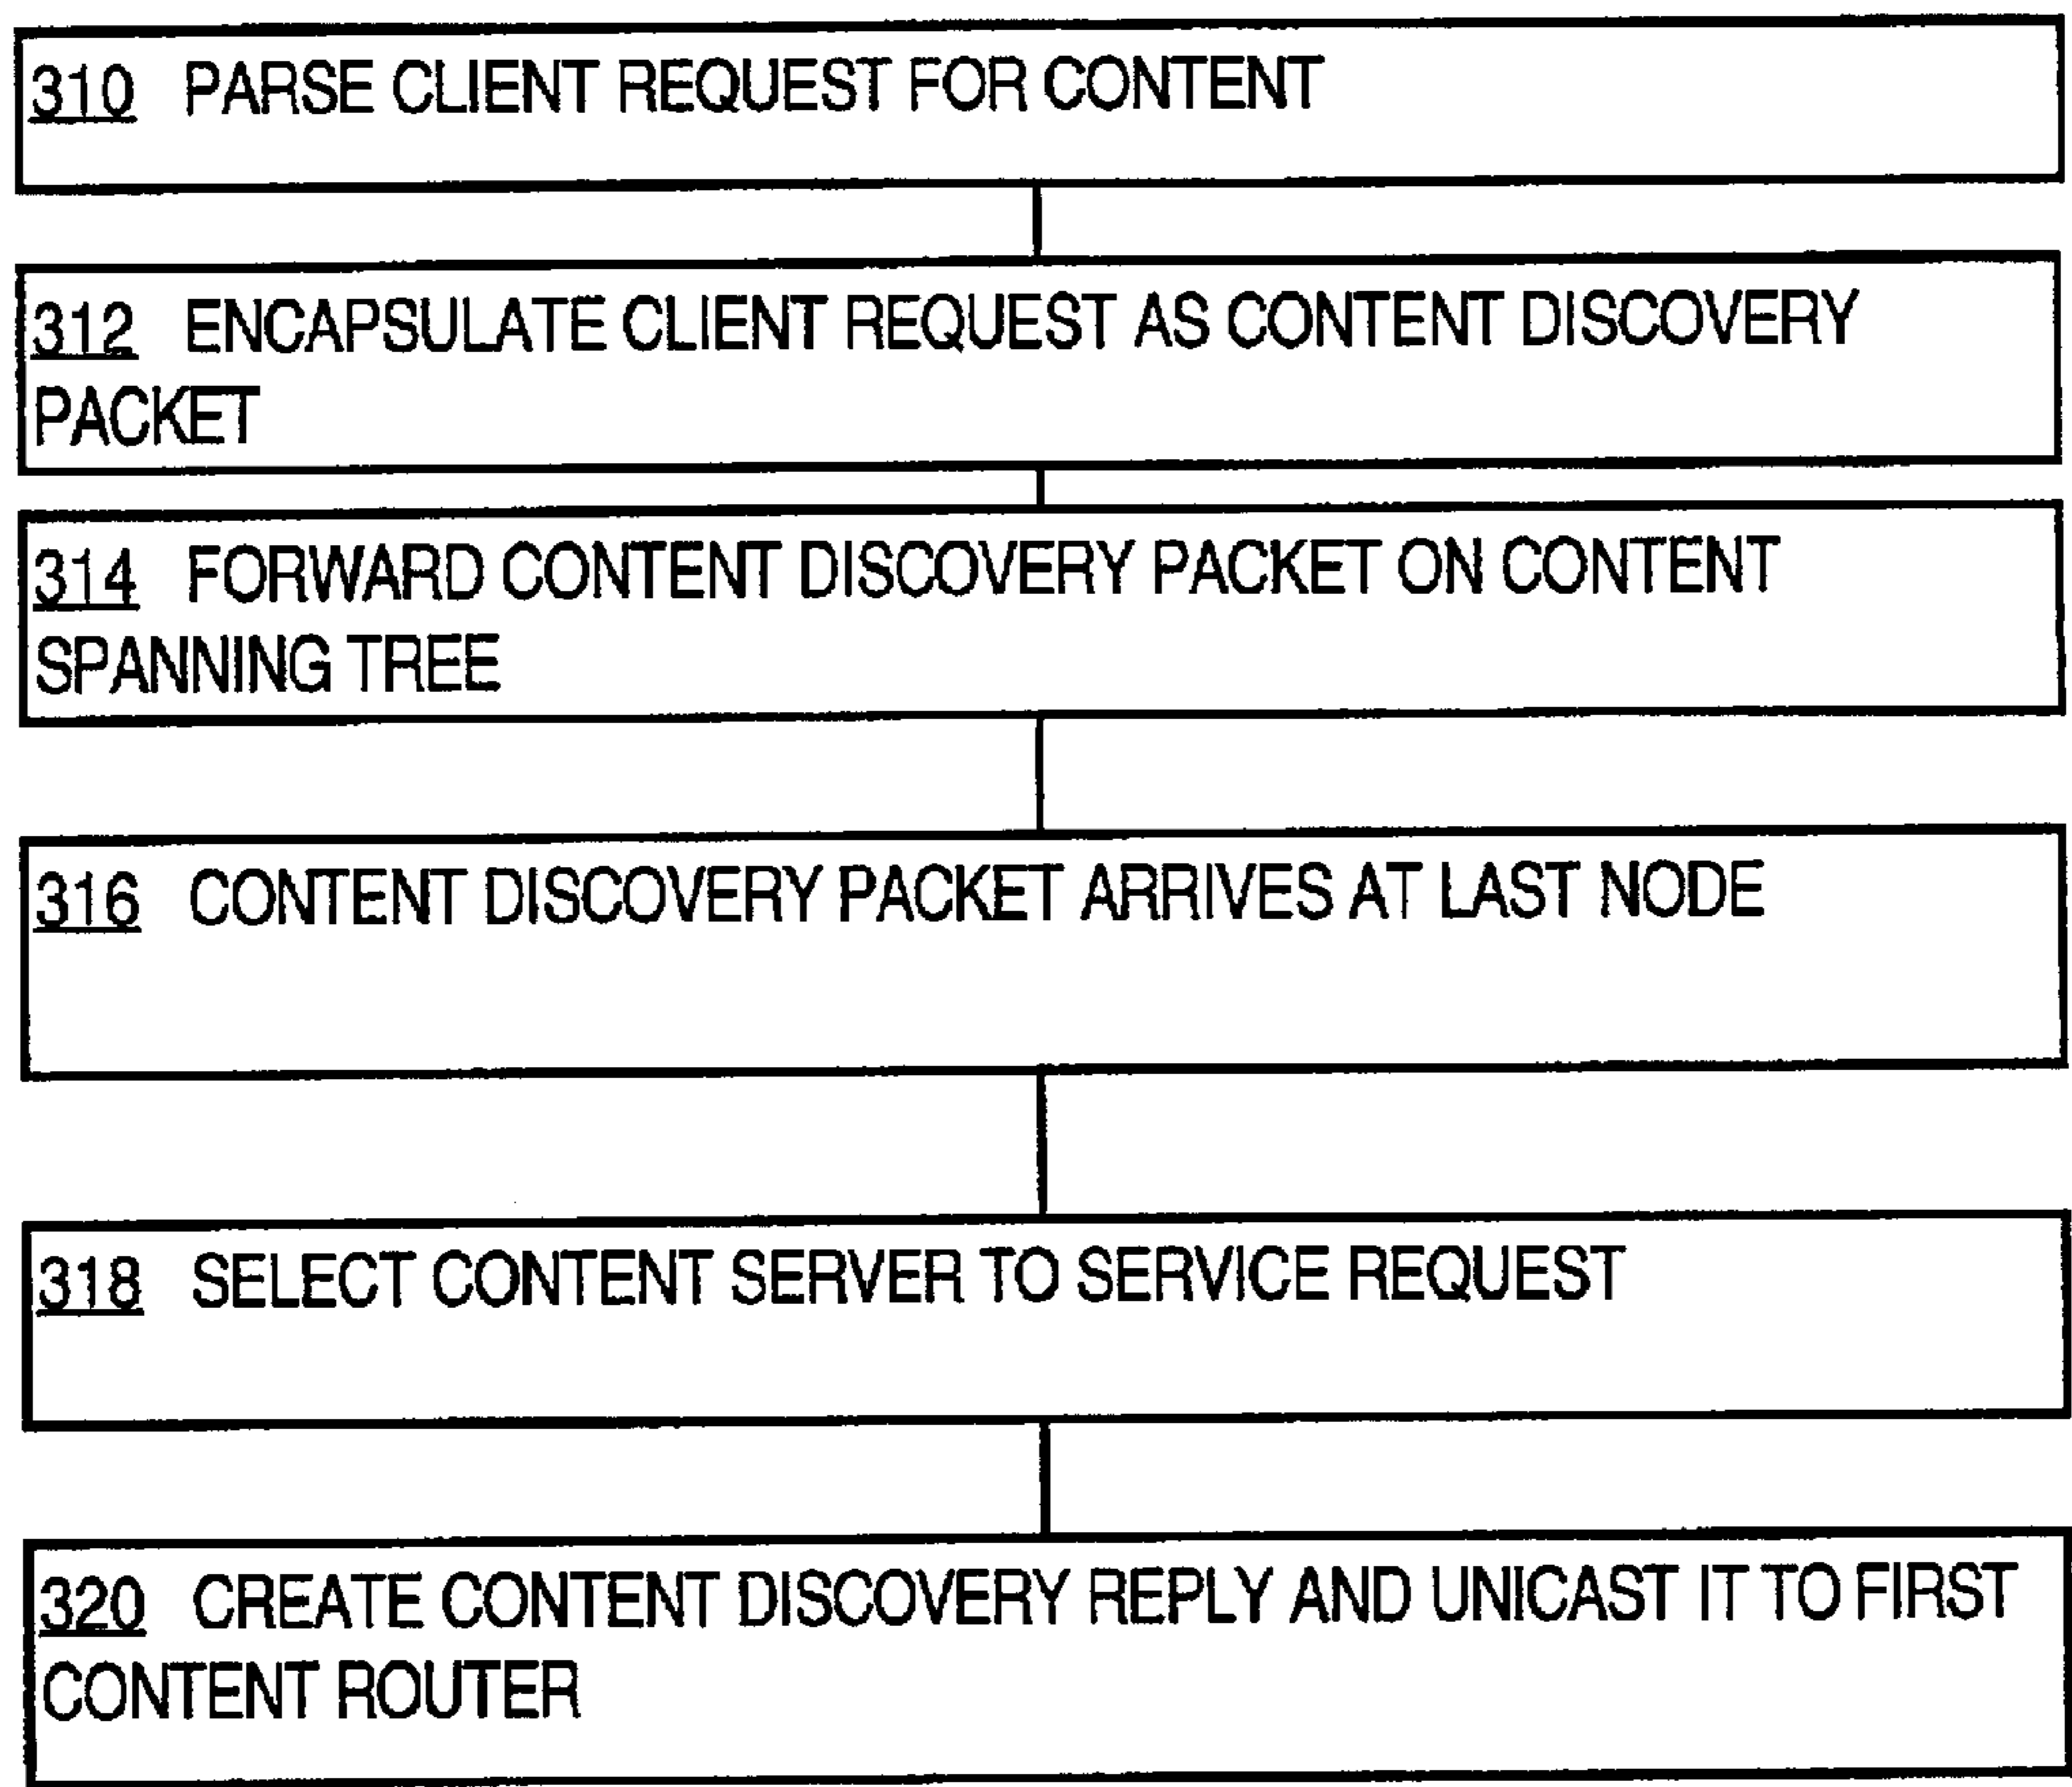 310 PARSE CLIENT REQUEST FOR CONTENT
312 ENCAPSULATE CLIENT REQUEST AS CONTENT DISCOVERY
PACKET
314 FORWARD CONTENT DISCOVERY PACKET ON CONTENT
SPANNING TREE
316 CONTENT DISCOVERY PACKET ARRIVES AT LAST NODE
318 SELECT CONTENT SERVER TO SERVICE REQUEST
320 CREATE CONTENT DISCOVERY REPLY AND UNICAST IT TO FIRST
CONTENT ROUTER